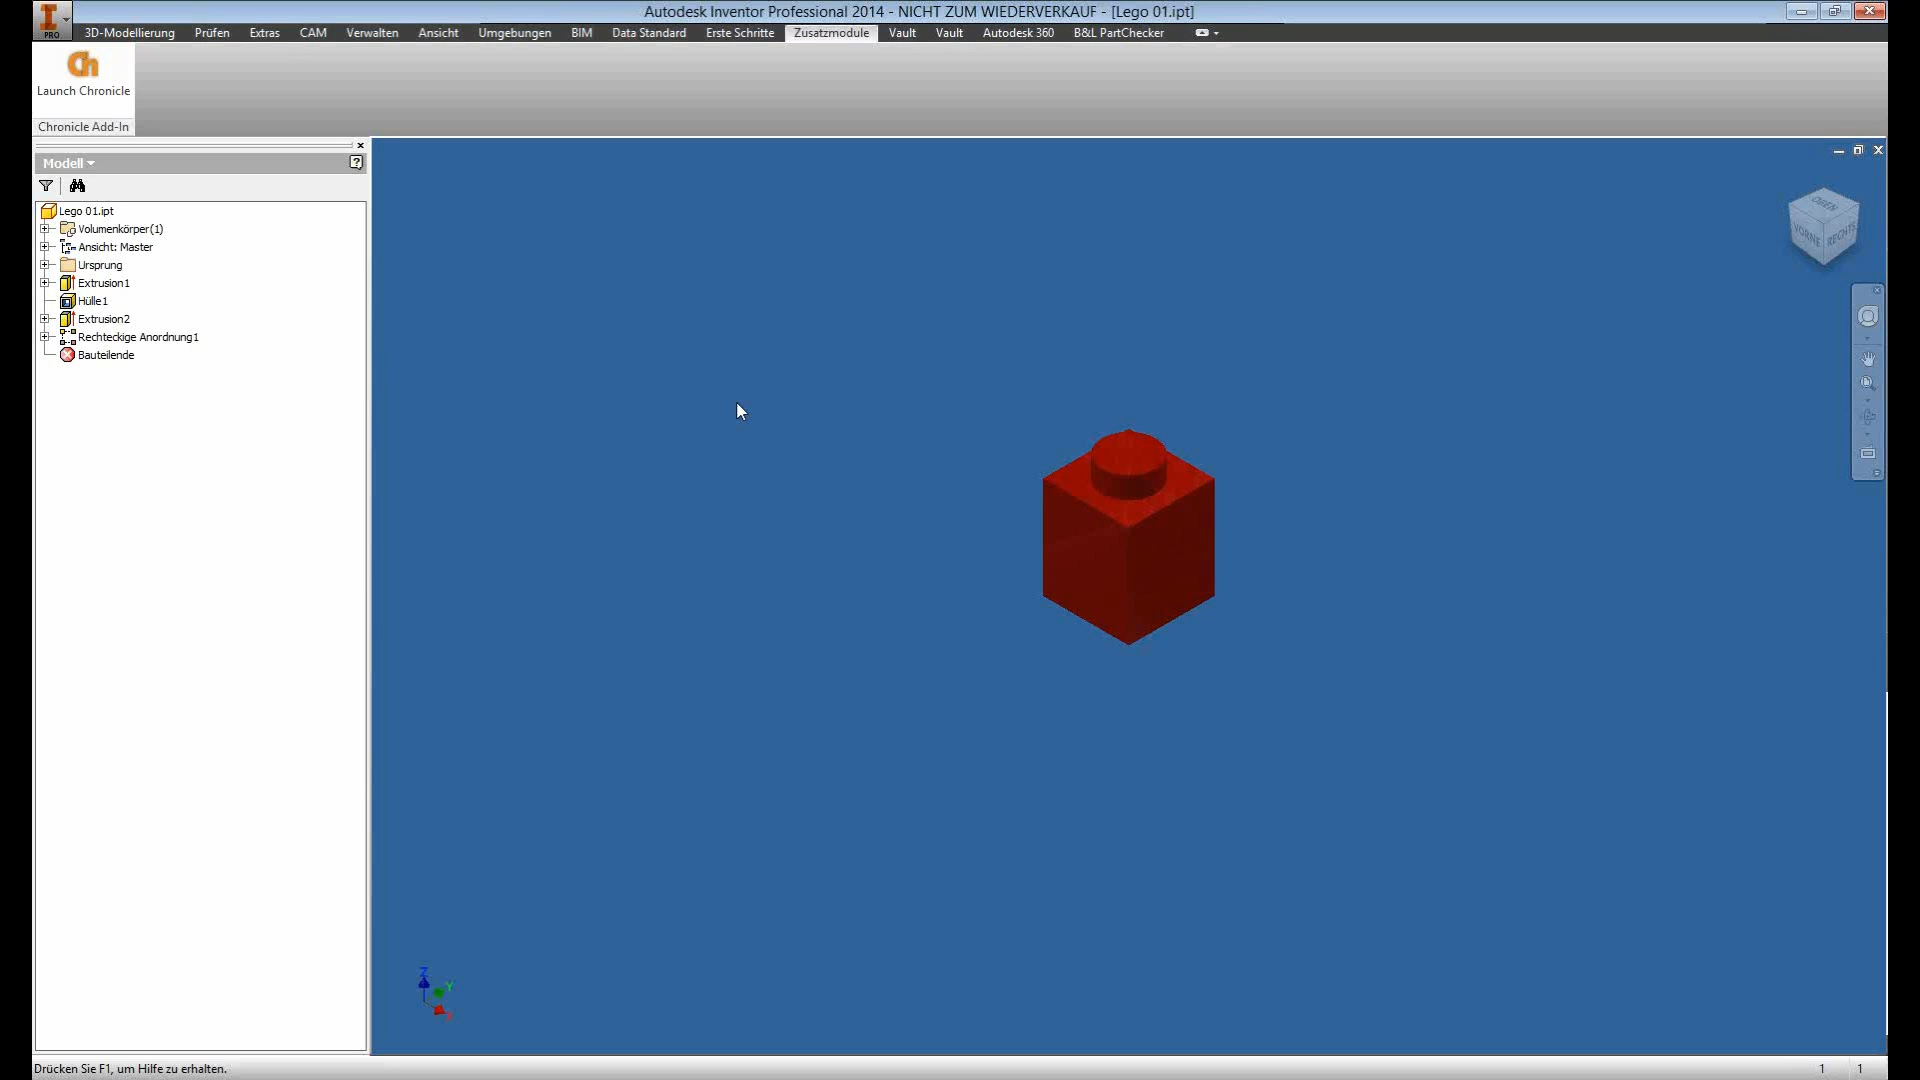 Autodesk Inventor Professional 2014 - NICHT ZUM WIEDERVERKAUF - [Lego 01.ipt]
PRO
3D-Modellierung Prüfen Extras CAM Verwalten Ansicht Umgebungen BIM Data Standard Erste Schritte Zusatzmodule Vault Vault Autodesk 360 B&L PartChecker
Launch Chronicle
Chronicle Add-In
Modell
Lego 01.ipt
Volumenkörper(1)
Ansicht: Master
Ursprung
Extrusion1
Hülle1
Extrusion2
Rechteckige Anordnung1
Bauteilende
OBEN
VORNE RECHTS
Z
Y
X
Drücken Sie F1, um Hilfe zu erhalten.
1 1